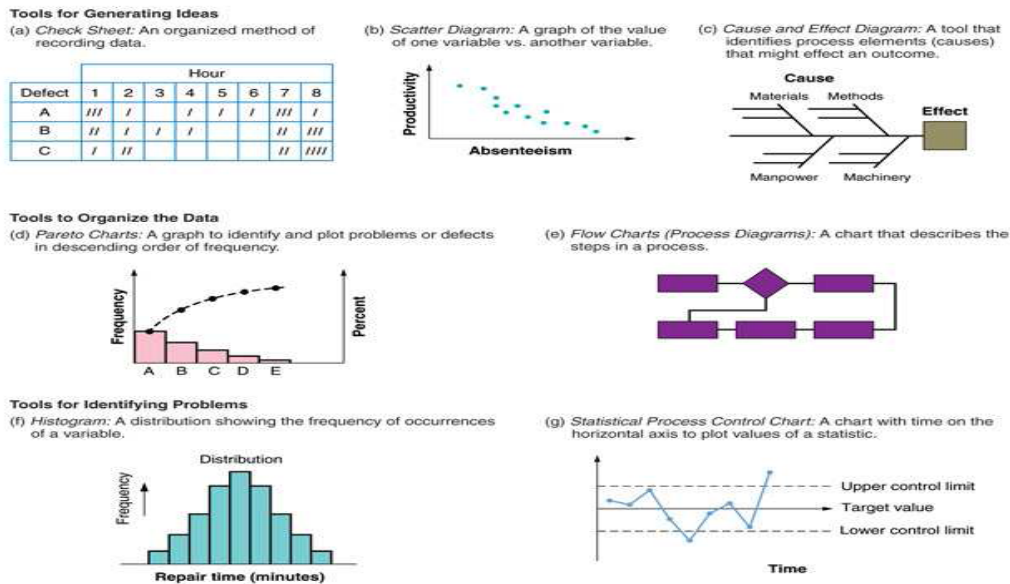 Tools for Generating Ideas
(a) Check Sheet: An organized method of
recording data.
(b) Scatter Diagram: A graph of the value
of one variable vs. another variable.
(c) Cause and Effect Diagram: A tool that
identifies process elements (causes)
that might effect an outcome.
Hour
Defect 1 2 3 4 5 6 7 8
A /// / / / / /// /
B // / / / // ///
C / // // ////
Productivity
Absenteeism
Cause
Materials Methods
Effect
Manpower Machinery
Tools to Organize the Data
(d) Pareto Charts: A graph to identify and plot problems or defects
in descending order of frequency.
(e) Flow Charts (Process Diagrams): A chart that describes the
steps in a process.
Frequency
Percent
A B C D E
Tools for Identifying Problems
(f) Histogram: A distribution showing the frequency of occurrences
of a variable.
(g) Statistical Process Control Chart: A chart with time on the
horizontal axis to plot values of a statistic.
Distribution
Frequency
Repair time (minutes)
Upper control limit
Target value
Lower control limit
Time